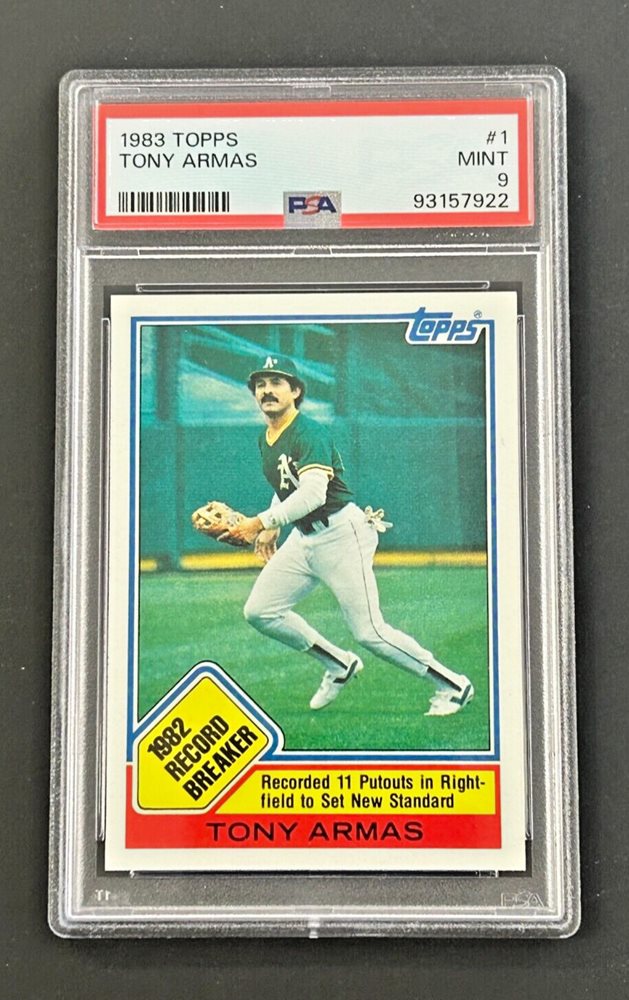 1983 TOPPS #1
TONY ARMAS MINT
9
PSA 93157922
topps®
A's
A's
1982
RECORD
BREAKER
Recorded 11 Putouts in Right-
field to Set New Standard
TONY ARMAS
PSA